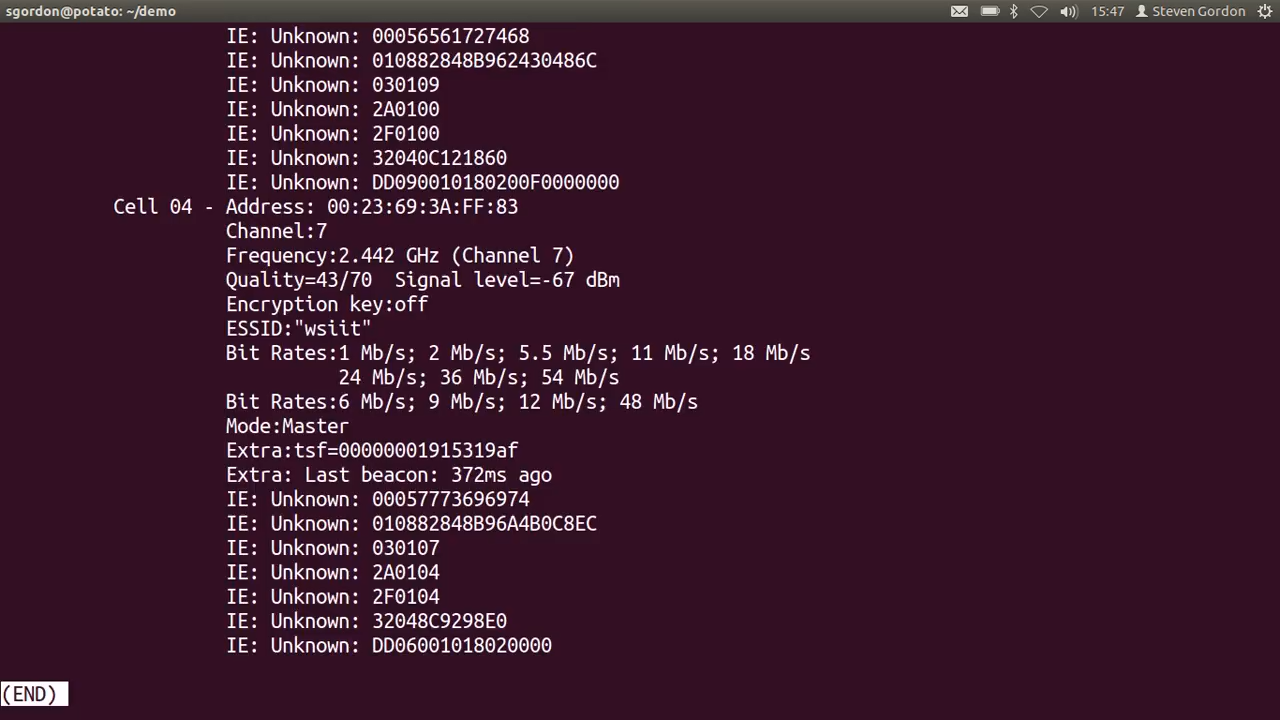 sgordon@potato: ~/demo
15:47 Steven Gordon
IE: Unknown: 00056561727468
IE: Unknown: 010882848B962430486C
IE: Unknown: 030109
IE: Unknown: 2A0100
IE: Unknown: 2F0100
IE: Unknown: 32040C121860
IE: Unknown: DD090010180200F0000000
Cell 04 - Address: 00:23:69:3A:FF:83
Channel:7
Frequency:2.442 GHz (Channel 7)
Quality=43/70  Signal level=-67 dBm
Encryption key:off
ESSID:"wsiit"
Bit Rates:1 Mb/s; 2 Mb/s; 5.5 Mb/s; 11 Mb/s; 18 Mb/s
24 Mb/s; 36 Mb/s; 54 Mb/s
Bit Rates:6 Mb/s; 9 Mb/s; 12 Mb/s; 48 Mb/s
Mode:Master
Extra:tsf=00000001915319af
Extra: Last beacon: 372ms ago
IE: Unknown: 00057773696974
IE: Unknown: 010882848B96A4B0C8EC
IE: Unknown: 030107
IE: Unknown: 2A0104
IE: Unknown: 2F0104
IE: Unknown: 32048C9298E0
IE: Unknown: DD06001018020000
(END)